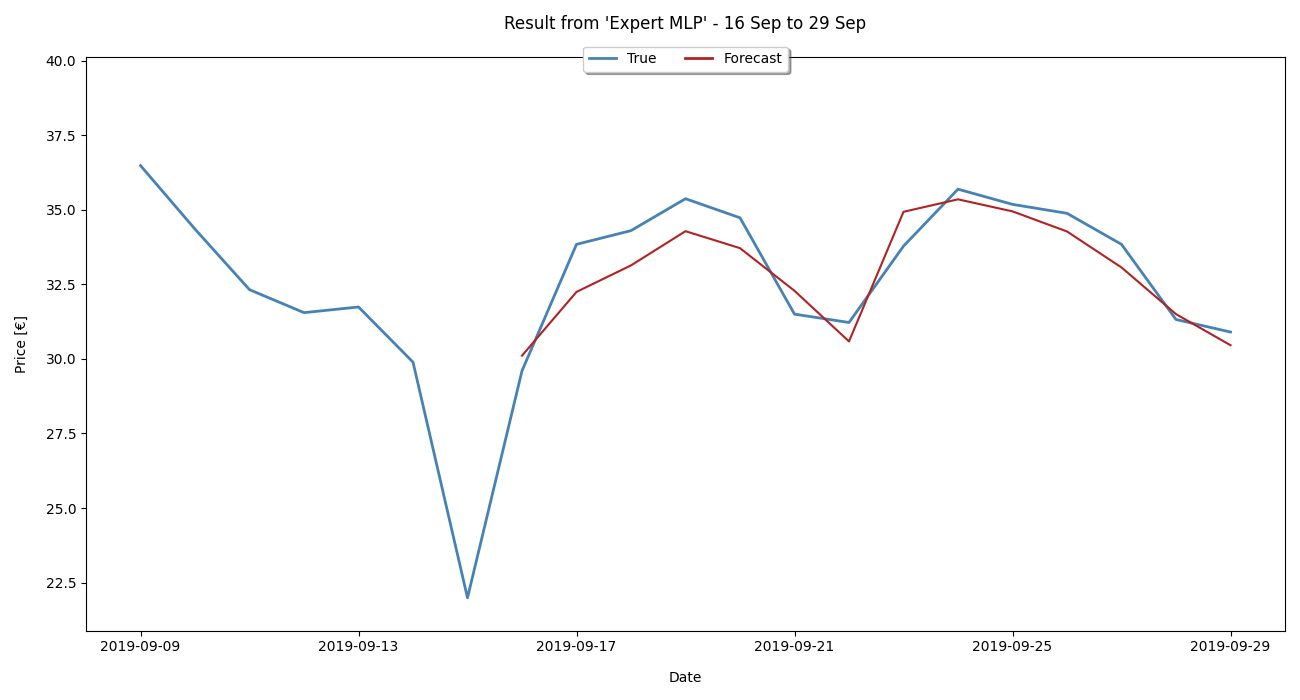 Result from 'Expert MLP' - 16 Sep to 29 Sep
True Forecast
40.0
37.5
35.0
32.5
30.0
27.5
25.0
22.5
Price [€]
2019-09-09 2019-09-13 2019-09-17 2019-09-21 2019-09-25 2019-09-29
Date